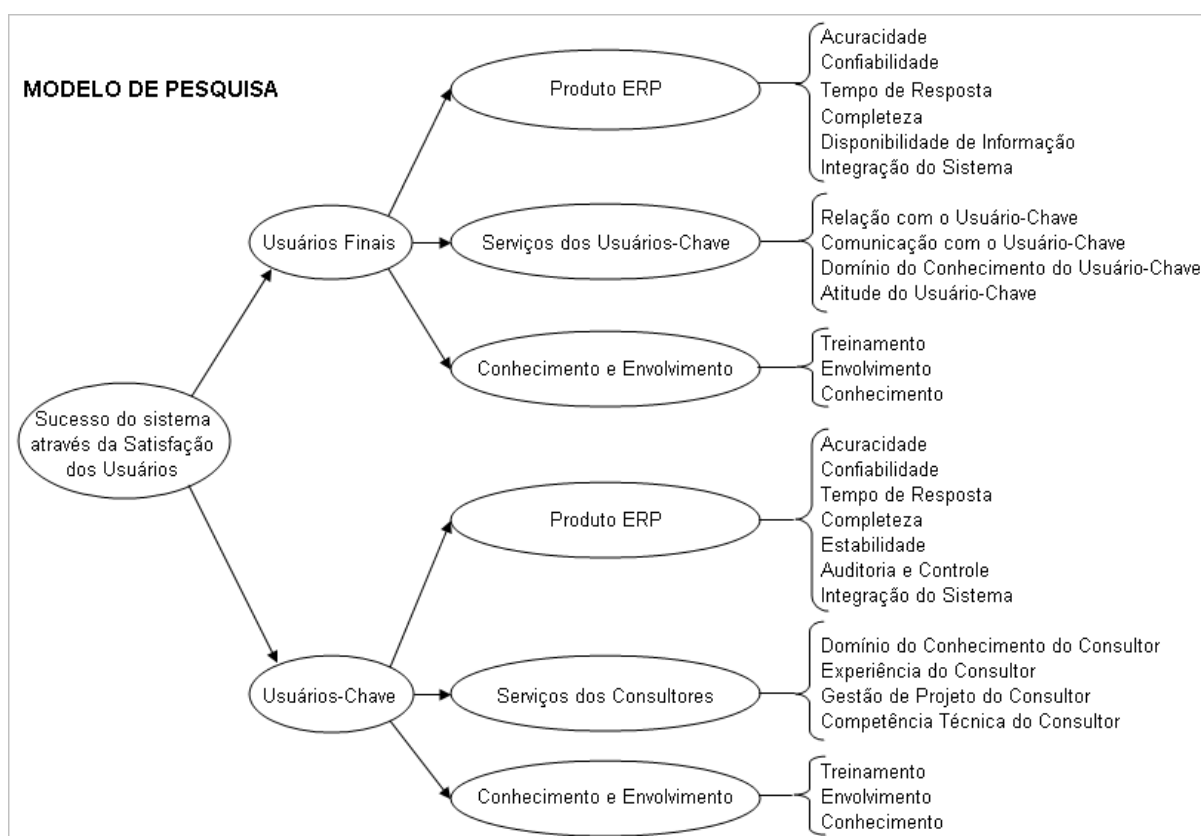 MODELO DE PESQUISA
Sucesso do sistema
através da Satisfação
dos Usuários
Usuários Finais
Produto ERP
Acuracidade
Confiabilidade
Tempo de Resposta
Completeza
Disponibilidade de Informação
Integração do Sistema
Serviços dos Usuários-Chave
Relação com o Usuário-Chave
Comunicação com o Usuário-Chave
Domínio do Conhecimento do Usuário-Chave
Atitude do Usuário-Chave
Conhecimento e Envolvimento
Treinamento
Envolvimento
Conhecimento
Usuários-Chave
Produto ERP
Acuracidade
Confiabilidade
Tempo de Resposta
Completeza
Estabilidade
Auditoria e Controle
Integração do Sistema
Serviços dos Consultores
Domínio do Conhecimento do Consultor
Experiência do Consultor
Gestão de Projeto do Consultor
Competência Técnica do Consultor
Conhecimento e Envolvimento
Treinamento
Envolvimento
Conhecimento